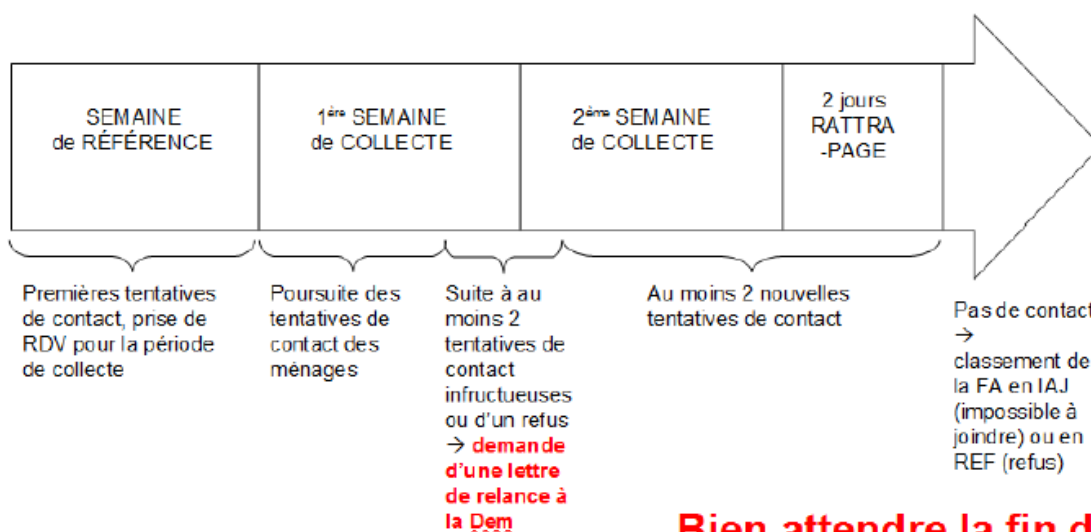 SEMAINE
de RÉFÉRENCE
1ère SEMAINE
de COLLECTE
2ème SEMAINE
de COLLECTE
2 jours
RATTRA
-PAGE
Premières tentatives
de contact, prise de
RDV pour la période
de collecte
Poursuite des
tentatives de
contact des
ménages
Suite à au
moins 2
tentatives de
contact
infructueuses
ou d'un refus
→ demande
d'une lettre
de relance à
la Dem
Au moins 2 nouvelles
tentatives de contact
Pas de contact
→
classement de
la FA en IAJ
(impossible à
joindre) ou en
REF (refus)
Bien attendre la fin d